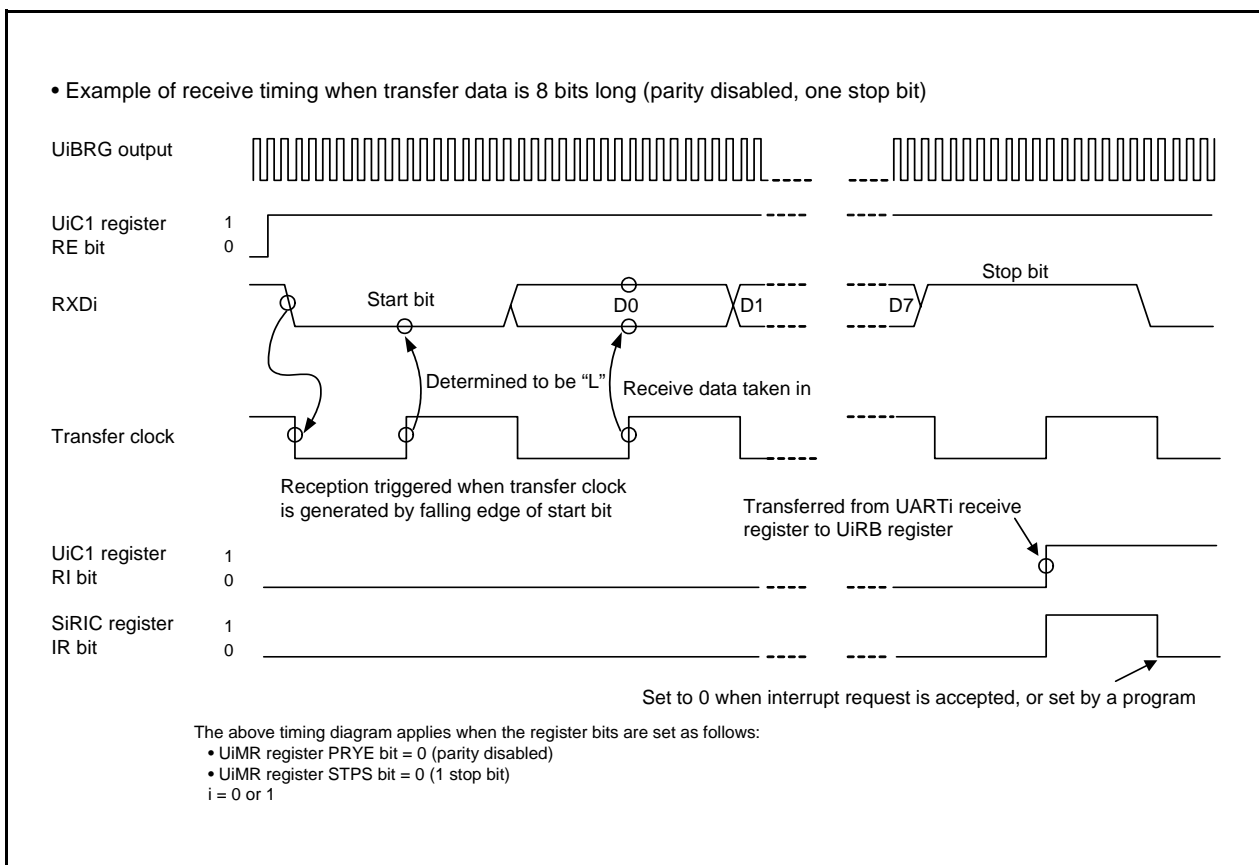 • Example of receive timing when transfer data is 8 bits long (parity disabled, one stop bit)
UiBRG output
UiC1 register
RE bit
1
0
RXDi
Start bit
D0
D1
D7
Stop bit
Determined to be “L”
Receive data taken in
Transfer clock
Reception triggered when transfer clock
is generated by falling edge of start bit
Transferred from UARTi receive
register to UiRB register
UiC1 register
RI bit
1
0
SiRIC register
IR bit
1
0
Set to 0 when interrupt request is accepted, or set by a program
The above timing diagram applies when the register bits are set as follows:
• UiMR register PRYE bit = 0 (parity disabled)
• UiMR register STPS bit = 0 (1 stop bit)
i = 0 or 1